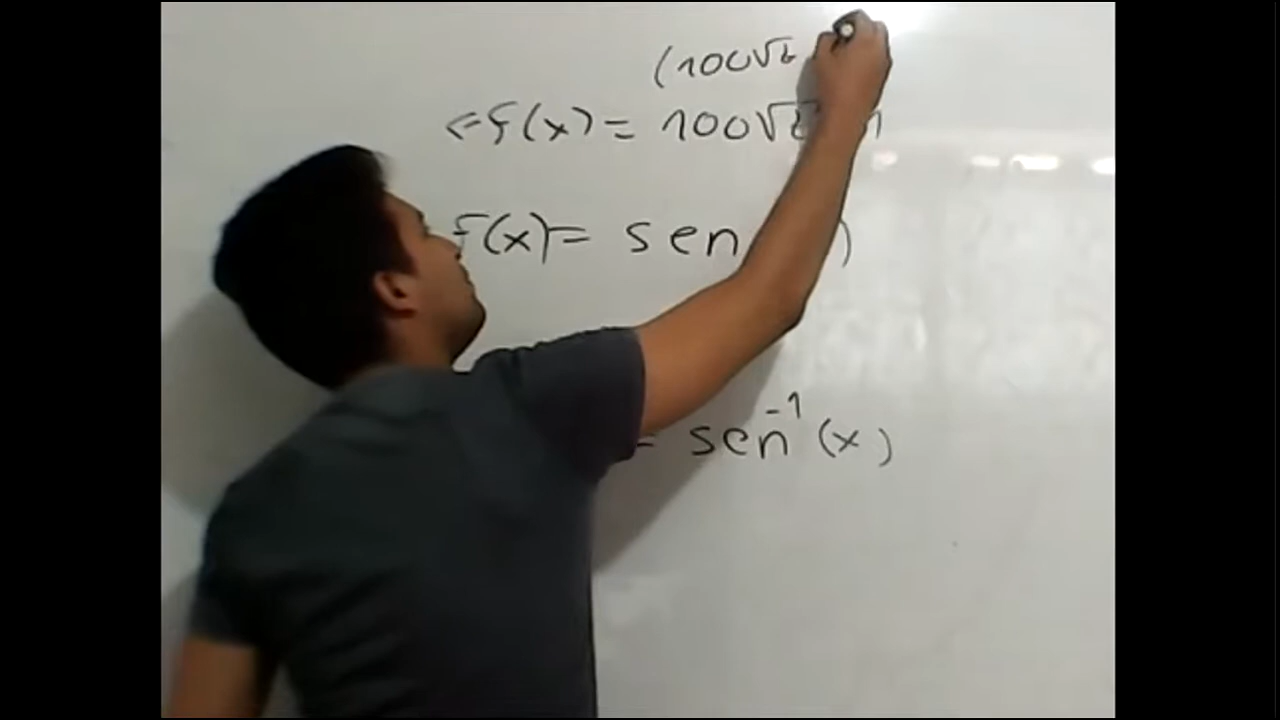 (100√
f(x) = 100√
f(x) = sen )
= sen⁻¹ (x)